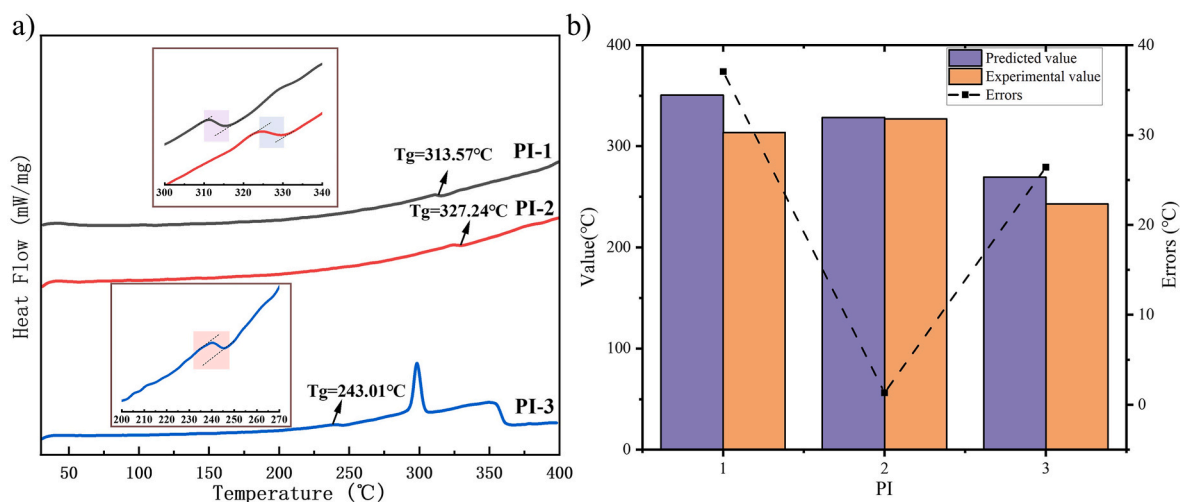 a)
Heat Flow (mW/mg)
300 310 320 330 340
Tg=313.57℃
PI-1
Tg=327.24℃
PI-2
200 210 220 230 240 250 260 270
Tg=243.01℃
PI-3
50 100 150 200 250 300 350 400
Temperature (℃)
b)
Value(℃)
400
300
200
100
0
Predicted value
Experimental value
Errors
40
30
20
10
0
Errors (℃)
1 2 3
PI